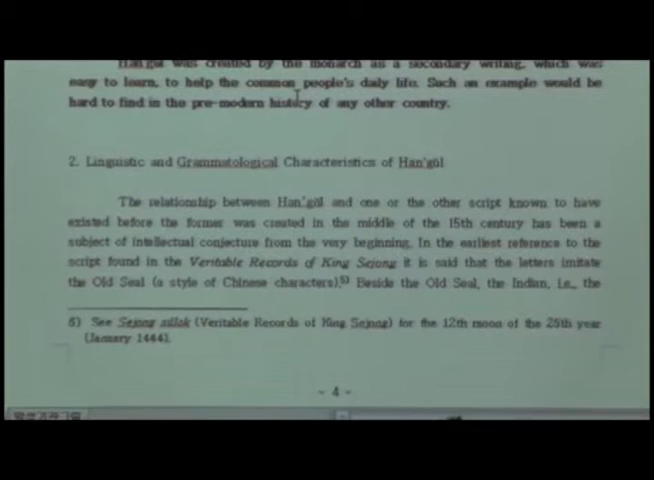 Han'gŭl was created by the monarch as a secondary writing, which was
easy to learn, to help the common people's daily life. Such an example would be
hard to find in the pre-modern history of any other country.
2. Linguistic and Grammatological Characteristics of Han'gŭl
The relationship between Han'gŭl and one or the other script known to have
existed before the former was created in the middle of the 15th century has been a
subject of intellectual conjecture from the very beginning. In the earliest reference to the
script found in the Veritable Records of King Sejong it is said that the letters imitate
the Old Seal (a style of Chinese characters).5) Beside the Old Seal, the Indian, i.e., the
5) See Sejong sillok (Veritable Records of King Sejong) for the 12th moon of the 25th year
(January 1444).
- 4 -